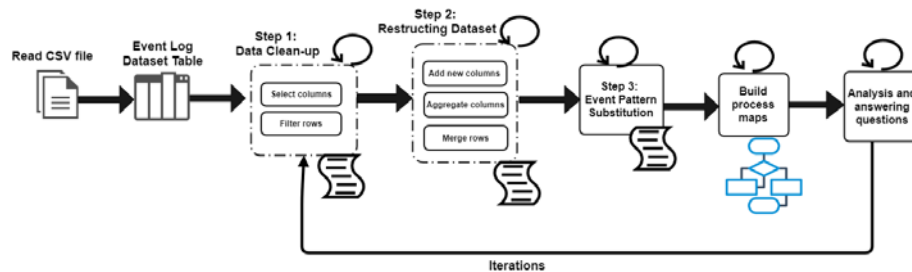 Read CSV file
Event Log
Dataset Table
Step 1:
Data Clean-up
Select columns
Filter rows
Step 2:
Restructing Dataset
Add new columns
Aggregate columns
Merge rows
Step 3:
Event Pattern
Substitution
Build
process
maps
Analysis and
answering
questions
Iterations